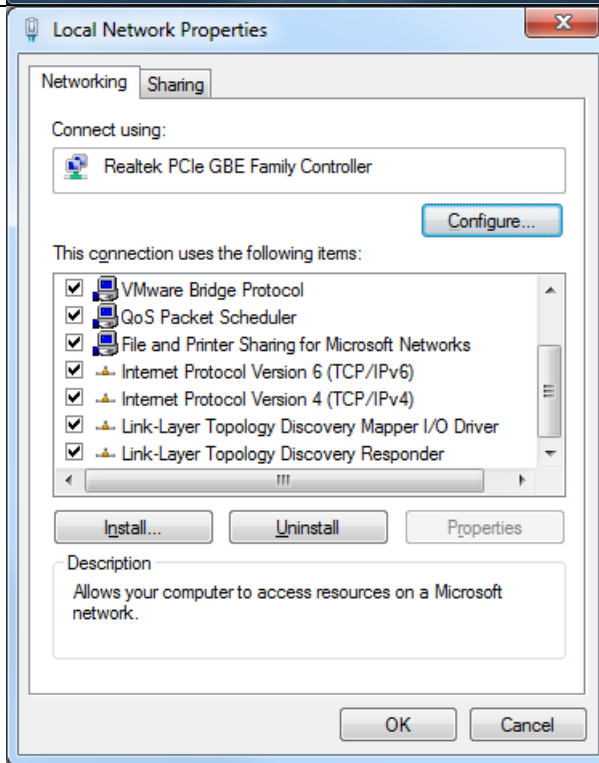 Local Network Properties
Networking
Sharing
Connect using:
Realtek PCIe GBE Family Controller
Configure...
This connection uses the following items:
VMware Bridge Protocol
QoS Packet Scheduler
File and Printer Sharing for Microsoft Networks
Internet Protocol Version 6 (TCP/IPv6)
Internet Protocol Version 4 (TCP/IPv4)
Link-Layer Topology Discovery Mapper I/O Driver
Link-Layer Topology Discovery Responder
Install...
Uninstall
Properties
Description
Allows your computer to access resources on a Microsoft
network.
OK
Cancel